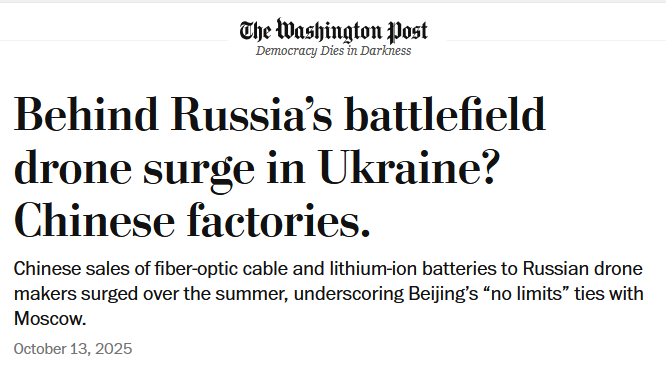 The Washington Post
Democracy Dies in Darkness
Behind Russia’s battlefield
drone surge in Ukraine?
Chinese factories.
Chinese sales of fiber-optic cable and lithium-ion batteries to Russian drone
makers surged over the summer, underscoring Beijing’s “no limits” ties with
Moscow.
October 13, 2025